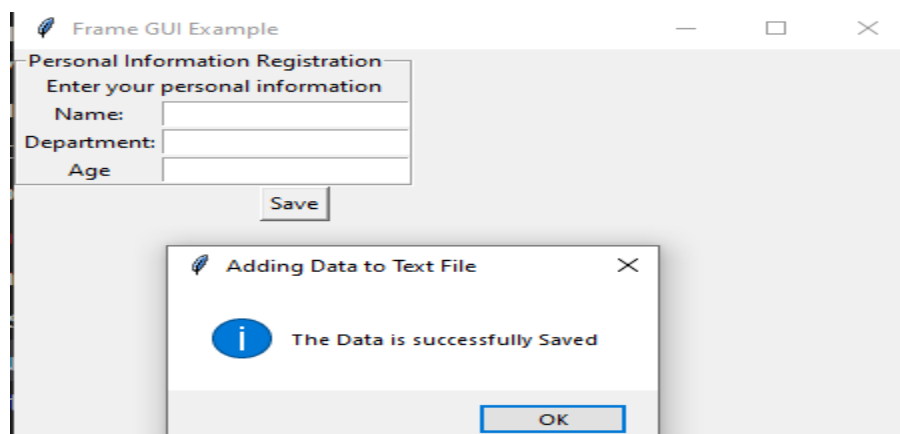 Frame GUI Example
Personal Information Registration
Enter your personal information
Name:
Department:
Age
Save
Adding Data to Text File
i The Data is successfully Saved
OK